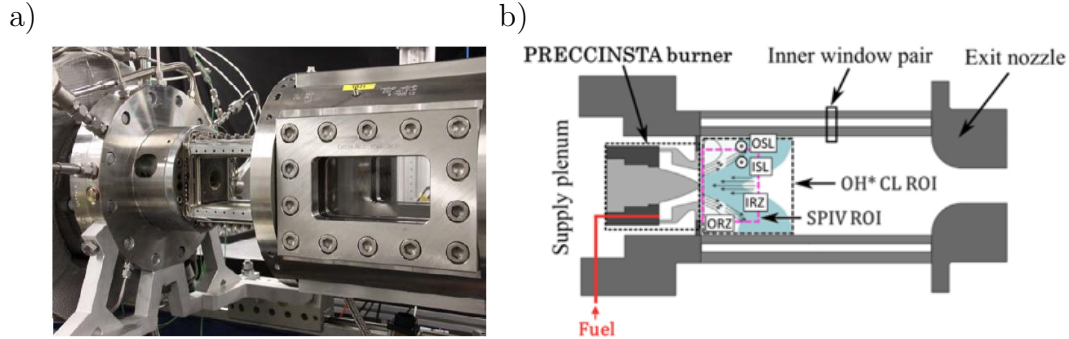 a)
b)
PRECCINSTA burner
Inner window pair
Exit nozzle
Supply plenum
OSL
ISL
IRZ
ORZ
OH* CL ROI
SPIV ROI
Fuel